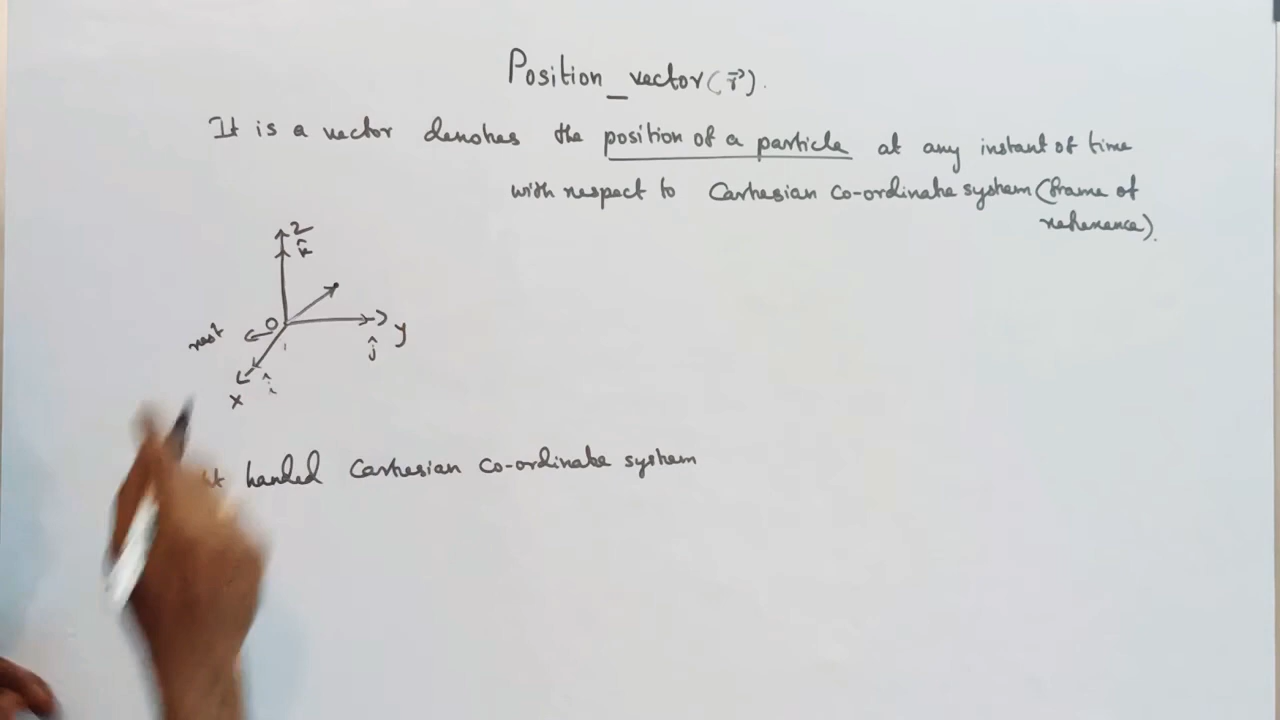 Position_vector(r⃗).
It is a vector denotes the position of a particle at any instant of time
with respect to Cartesian co-ordinate system (frame of
reference).
Z
k̂
O
rest
y
ĵ
î
x
handed Cartesian co-ordinate system